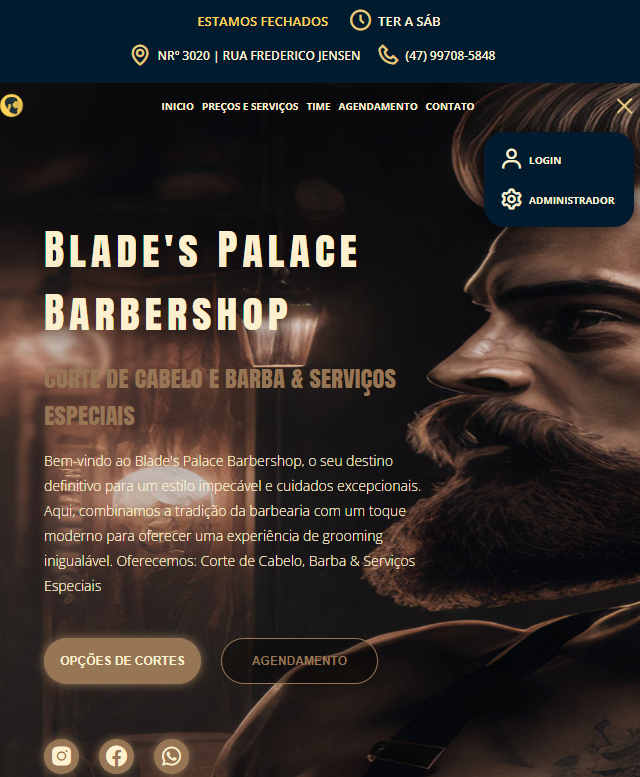 ESTAMOS FECHADOS TER A SÁB
NRº 3020 | RUA FREDERICO JENSEN (47) 99708-5848
INICIO PREÇOS E SERVIÇOS TIME AGENDAMENTO CONTATO
LOGIN
ADMINISTRADOR
BLADE'S PALACE
BARBERSHOP
CORTE DE CABELO E BARBA & SERVIÇOS
ESPECIAIS
Bem-vindo ao Blade's Palace Barbershop, o seu destino
definitivo para um estilo impecável e cuidados excepcionais.
Aqui, combinamos a tradição da barbearia com um toque
moderno para oferecer uma experiência de grooming
inigualável. Oferecemos: Corte de Cabelo, Barba & Serviços
Especiais
OPÇÕES DE CORTES AGENDAMENTO